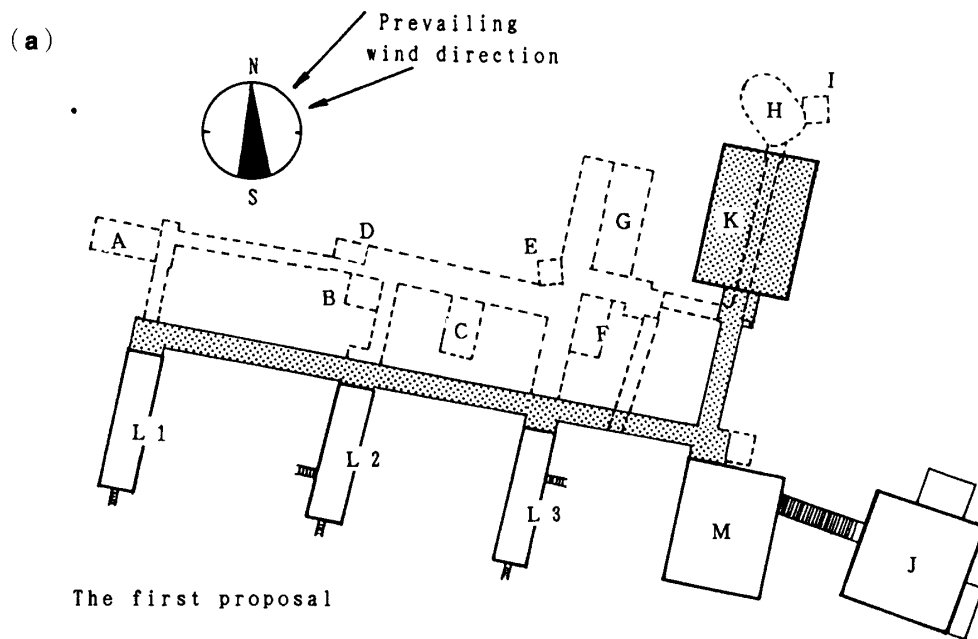 (a)
Prevailing
wind direction
N
S
I
H
A
D
E
G
K
B
C
F
L 1
L 2
L 3
M
J
The first proposal